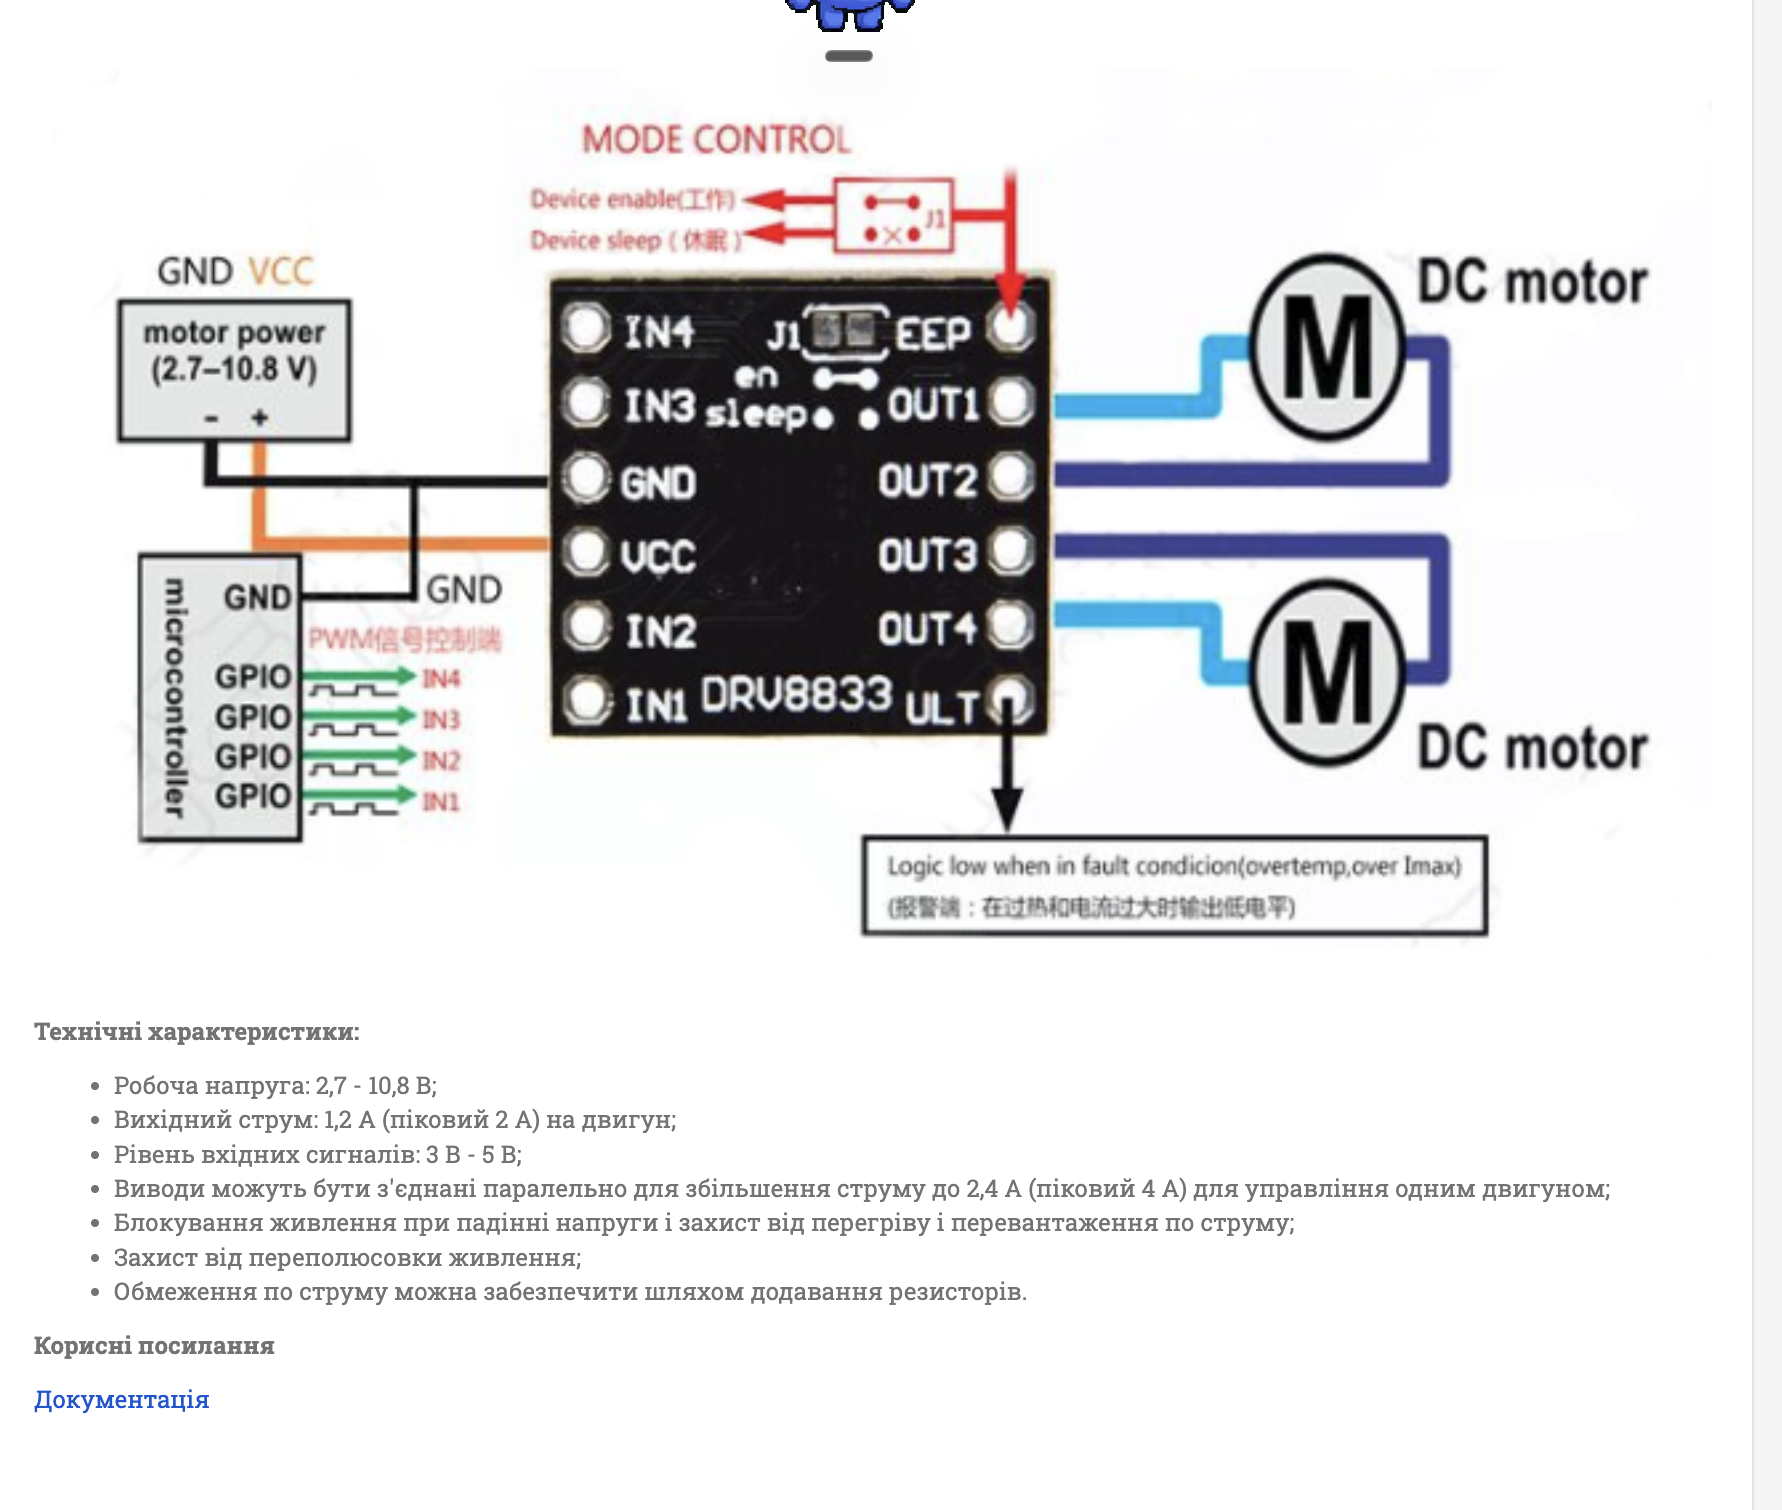 MODE CONTROL
Device enable(工作)
Device sleep ( 休眠 )
J1
GND VCC
motor power
(2.7–10.8 V)
- +
IN4
J1
EEP
en
IN3
sleep
OUT1
GND
OUT2
VCC
OUT3
IN2
OUT4
IN1
DRV8833
ULT
M
DC motor
M
DC motor
microcontroller
GND
GND
PWM信号控制端
GPIO IN4
GPIO IN3
GPIO IN2
GPIO IN1
Logic low when in fault condicion(overtemp,over Imax)
(报警端：在过热和电流过大时输出低电平)
Технічні характеристики:
• Робоча напруга: 2,7 - 10,8 В;
• Вихідний струм: 1,2 А (піковий 2 А) на двигун;
• Рівень вхідних сигналів: 3 В - 5 В;
• Виводи можуть бути з'єднані паралельно для збільшення струму до 2,4 А (піковий 4 А) для управління одним двигуном;
• Блокування живлення при падінні напруги і захист від перегріву і перевантаження по струму;
• Захист від переполюсовки живлення;
• Обмеження по струму можна забезпечити шляхом додавання резисторів.
Корисні посилання
Документація